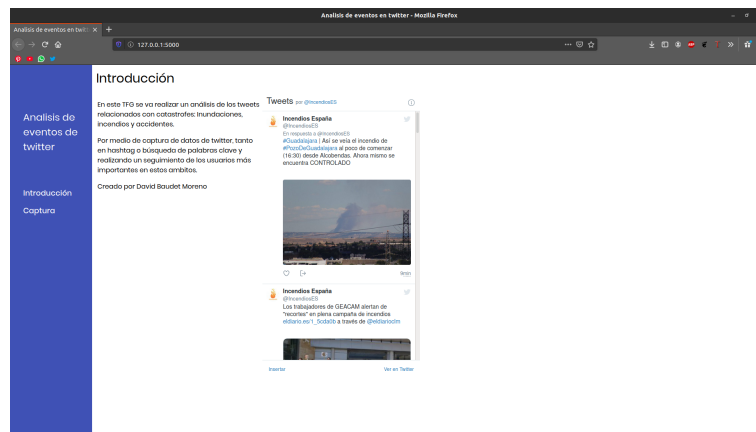 Analisis de eventos en twitter - Mozilla Firefox
Analisis de eventos en twitt
127.0.0.1:5000
Analisis de
eventos de
twitter
Introducción
Captura
Introducción
En este TFG se va realizar un análisis de los tweets
relacionados con catastrofes: Inundaciones,
incendios y accidentes.
Por medio de captura de datos de twitter, tanto
en hashtag o búsqueda de palabras clave y
realizando un seguimiento de los usuarios más
importantes en estos ambitos.
Creado por David Baudet Moreno
Tweets por @IncendiosES
Incendios España
@IncendiosES
En respuesta a @IncendiosES
#Guadalajara | Así se veía el incendio de
#PozoDeGuadalajara al poco de comenzar
(16:30) desde Alcobendas. Ahora mismo se
encuentra CONTROLADO
9min
Incendios España
@IncendiosES
Los trabajadores de GEACAM alertan de
"recortes" en plena campaña de incendios
eldiario.es/1_5cda0b a través de @eldiarioclm
Insertar
Ver en Twitter